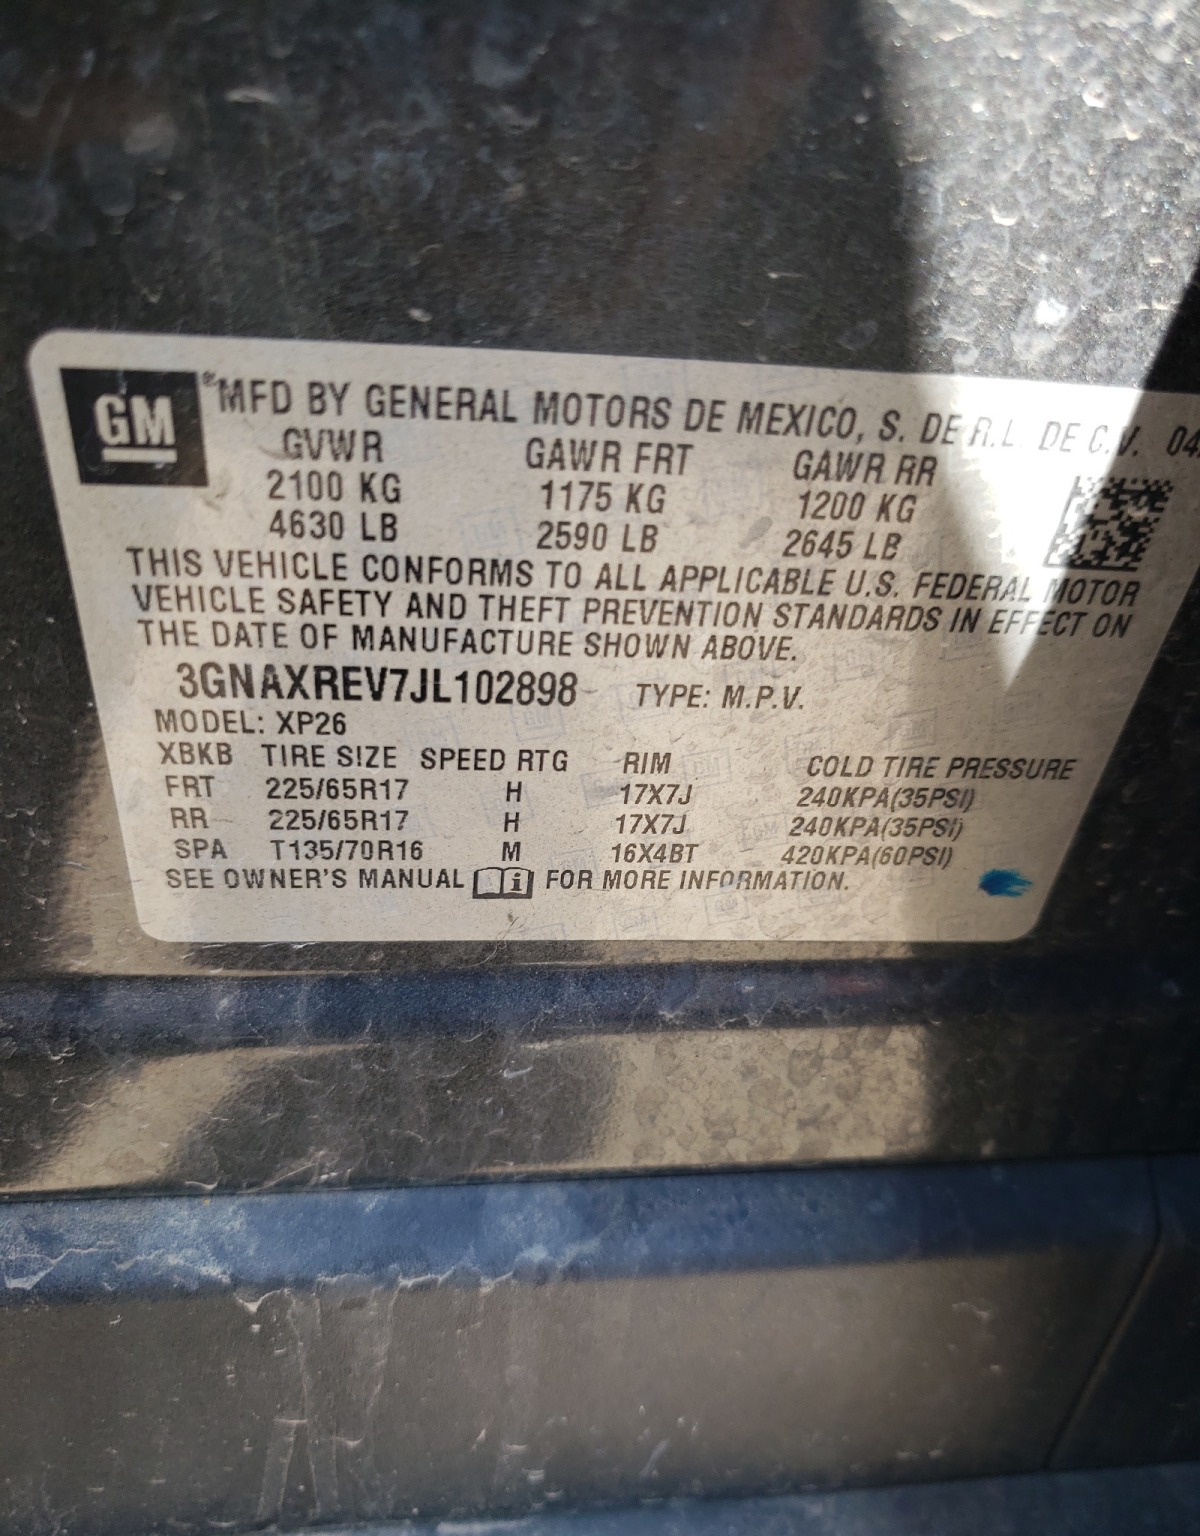 GM ® MFD BY GENERAL MOTORS DE MEXICO, S. DE R.L. DE C.V. 04
GVWR GAWR FRT GAWR RR
2100 KG 1175 KG 1200 KG
4630 LB 2590 LB 2645 LB
THIS VEHICLE CONFORMS TO ALL APPLICABLE U.S. FEDERAL MOTOR
VEHICLE SAFETY AND THEFT PREVENTION STANDARDS IN EFFECT ON
THE DATE OF MANUFACTURE SHOWN ABOVE.
3GNAXREV7JL102898 TYPE: M.P.V.
MODEL: XP26
XBKB TIRE SIZE SPEED RTG RIM COLD TIRE PRESSURE
FRT 225/65R17 H 17X7J 240KPA(35PSI)
RR 225/65R17 H 17X7J 240KPA(35PSI)
SPA T135/70R16 M 16X4BT 420KPA(60PSI)
SEE OWNER'S MANUAL i FOR MORE INFORMATION.